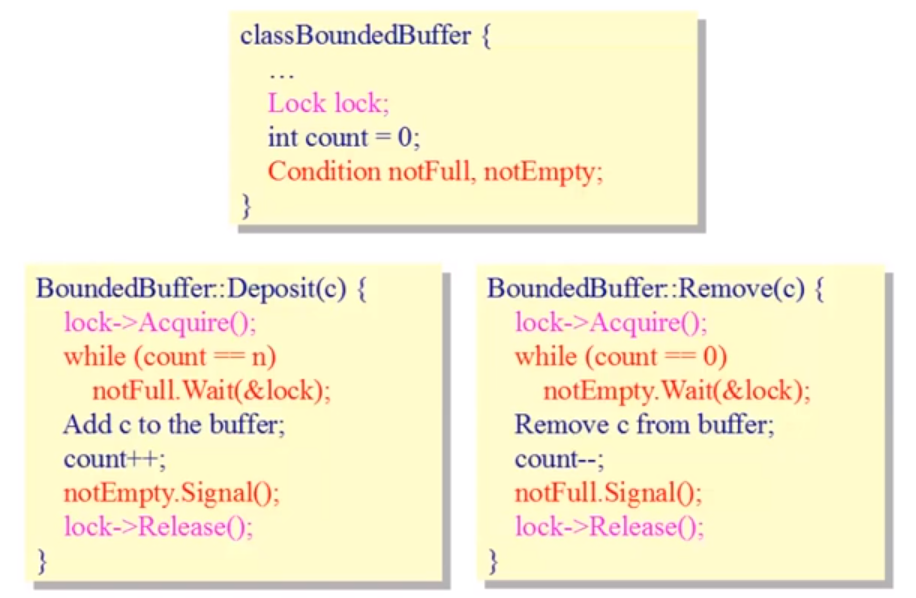 classBoundedBuffer {
…
Lock lock;
int count = 0;
Condition notFull, notEmpty;
}
BoundedBuffer::Deposit(c) {
lock->Acquire();
while (count == n)
notFull.Wait(&lock);
Add c to the buffer;
count++;
notEmpty.Signal();
lock->Release();
}
BoundedBuffer::Remove(c) {
lock->Acquire();
while (count == 0)
notEmpty.Wait(&lock);
Remove c from buffer;
count--;
notFull.Signal();
lock->Release();
}